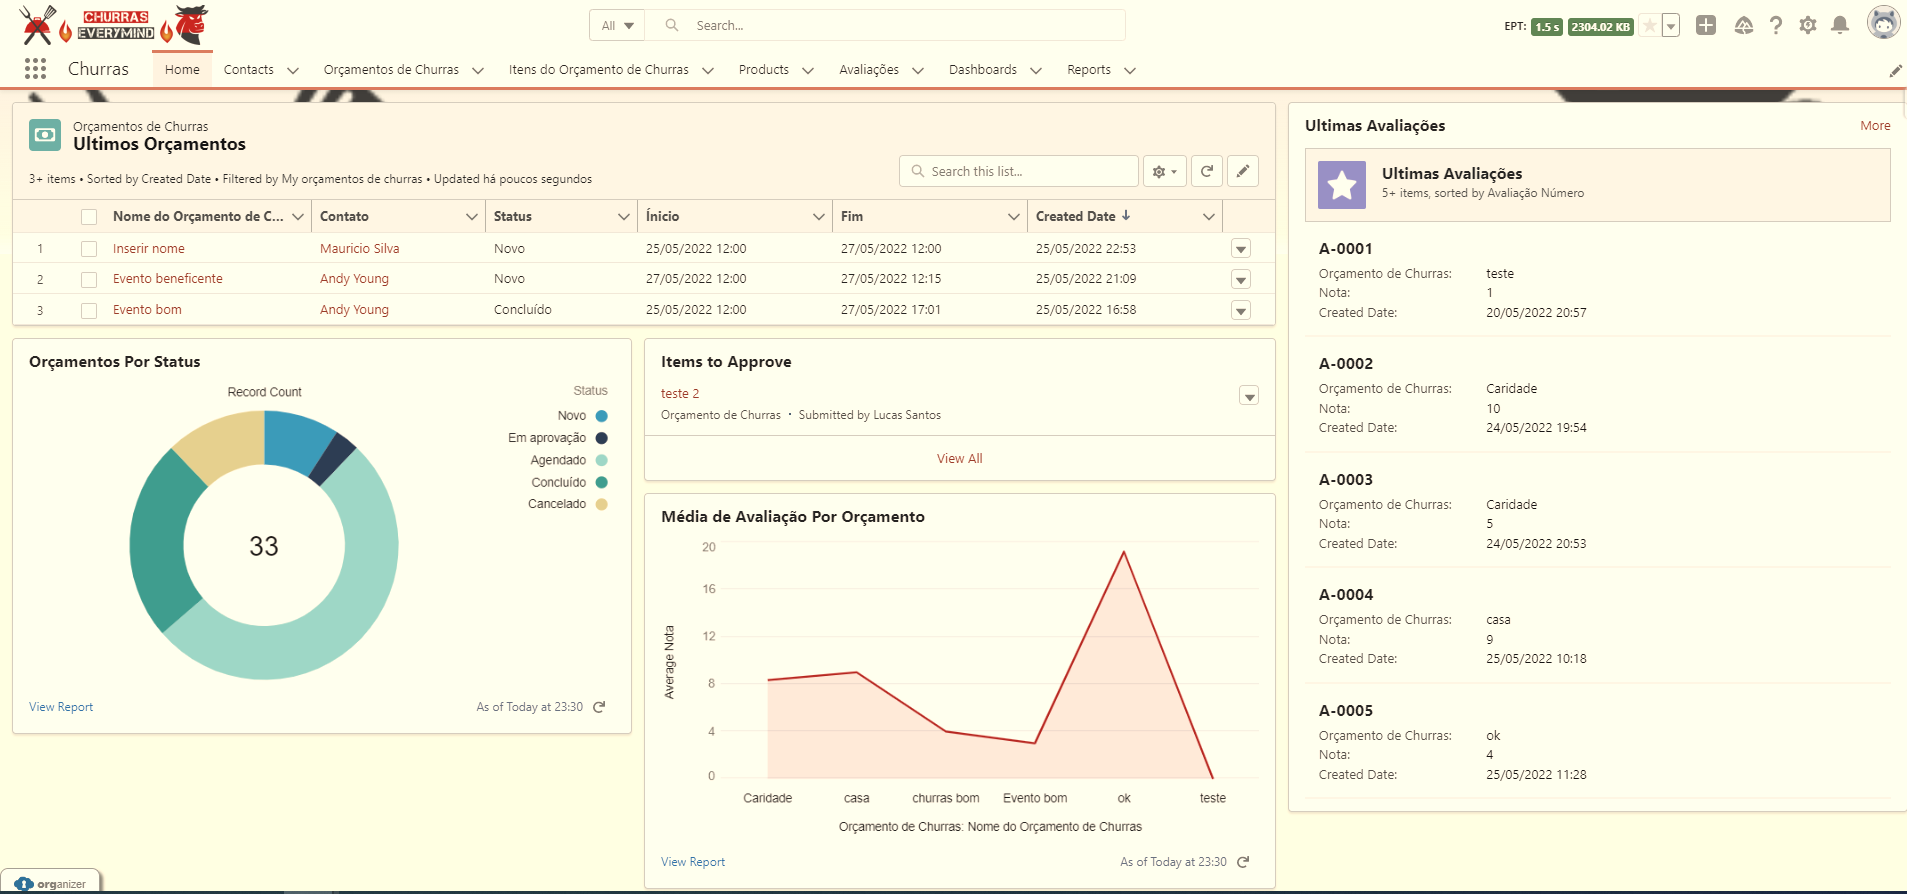 CHURRAS
EVERYMIND
All
Search...
EPT: 1.5 s 2304.02 KB
Churras
Home
Contacts
Orçamentos de Churras
Itens do Orçamento de Churras
Products
Avaliações
Dashboards
Reports
Orçamentos de Churras
Ultimos Orçamentos
3+ items • Sorted by Created Date • Filtered by My orçamentos de churras • Updated há poucos segundos
Search this list...
Nome do Orçamento de C... Contato Status Ínicio Fim Created Date
1 Inserir nome Mauricio Silva Novo 25/05/2022 12:00 27/05/2022 12:00 25/05/2022 22:53
2 Evento beneficente Andy Young Novo 27/05/2022 12:00 27/05/2022 12:15 25/05/2022 21:09
3 Evento bom Andy Young Concluído 25/05/2022 12:00 27/05/2022 17:01 25/05/2022 16:58
Orçamentos Por Status
Record Count
Status
Novo
Em aprovação
Agendado
Concluído
Cancelado
33
View Report
As of Today at 23:30
Items to Approve
teste 2
Orçamento de Churras • Submitted by Lucas Santos
View All
Média de Avaliação Por Orçamento
20
16
12
8
4
0
Average Nota
Caridade casa churras bom Evento bom ok teste
Orçamento de Churras: Nome do Orçamento de Churras
View Report
As of Today at 23:30
Ultimas Avaliações
More
Ultimas Avaliações
5+ items, sorted by Avaliação Número
A-0001
Orçamento de Churras: teste
Nota: 1
Created Date: 20/05/2022 20:57
A-0002
Orçamento de Churras: Caridade
Nota: 10
Created Date: 24/05/2022 19:54
A-0003
Orçamento de Churras: Caridade
Nota: 5
Created Date: 24/05/2022 20:53
A-0004
Orçamento de Churras: casa
Nota: 9
Created Date: 25/05/2022 10:18
A-0005
Orçamento de Churras: ok
Nota: 4
Created Date: 25/05/2022 11:28
organizer